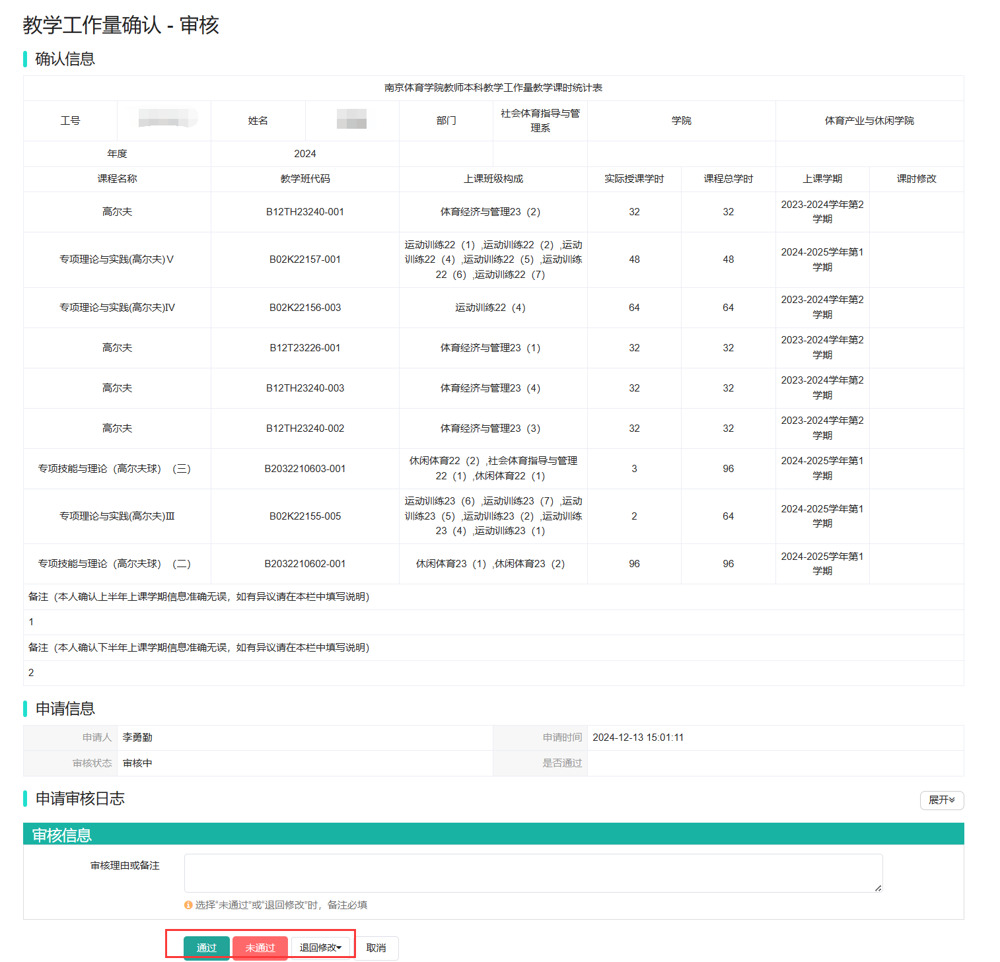 教学工作量确认 - 审核
确认信息
南京体育学院教师本科教学工作量教学课时统计表
工号 姓名 部门 社会体育指导与管理系 学院 体育产业与休闲学院
年度 2024
课程名称 教学班代码 上课班级构成 实际授课学时 课程总学时 上课学期 课时修改
高尔夫 B12TH23240-001 体育经济与管理23（2） 32 32 2023-2024学年第2学期
专项理论与实践(高尔夫)Ⅴ B02K22157-001 运动训练22（1）,运动训练22（2）,运动训练22（4）,运动训练22（5）,运动训练22（6）,运动训练22（7） 48 48 2024-2025学年第1学期
专项理论与实践(高尔夫)Ⅳ B02K22156-003 运动训练22（4） 64 64 2023-2024学年第2学期
高尔夫 B12T23226-001 体育经济与管理23（1） 32 32 2023-2024学年第2学期
高尔夫 B12TH23240-003 体育经济与管理23（4） 32 32 2023-2024学年第2学期
高尔夫 B12TH23240-002 体育经济与管理23（3） 32 32 2023-2024学年第2学期
专项技能与理论（高尔夫球）（三） B2032210603-001 休闲体育22（2）,社会体育指导与管理22（1）,休闲体育22（1） 3 96 2024-2025学年第1学期
专项理论与实践(高尔夫)Ⅲ B02K22155-005 运动训练23（6）,运动训练23（7）,运动训练23（5）,运动训练23（2）,运动训练23（4）,运动训练23（1） 2 64 2024-2025学年第1学期
专项技能与理论（高尔夫球）（二） B2032210602-001 休闲体育23（1）,休闲体育23（2） 96 96 2024-2025学年第1学期
备注（本人确认上半年上课学期信息准确无误，如有异议请在本栏中填写说明）
1
备注（本人确认下半年上课学期信息准确无误，如有异议请在本栏中填写说明）
2
申请信息
申请人 李勇勤 申请时间 2024-12-13 15:01:11
审核状态 审核中 是否通过
申请审核日志 展开
审核信息
审核理由或备注
选择“未通过”或“退回修改”时，备注必填
通过 未通过 退回修改 取消